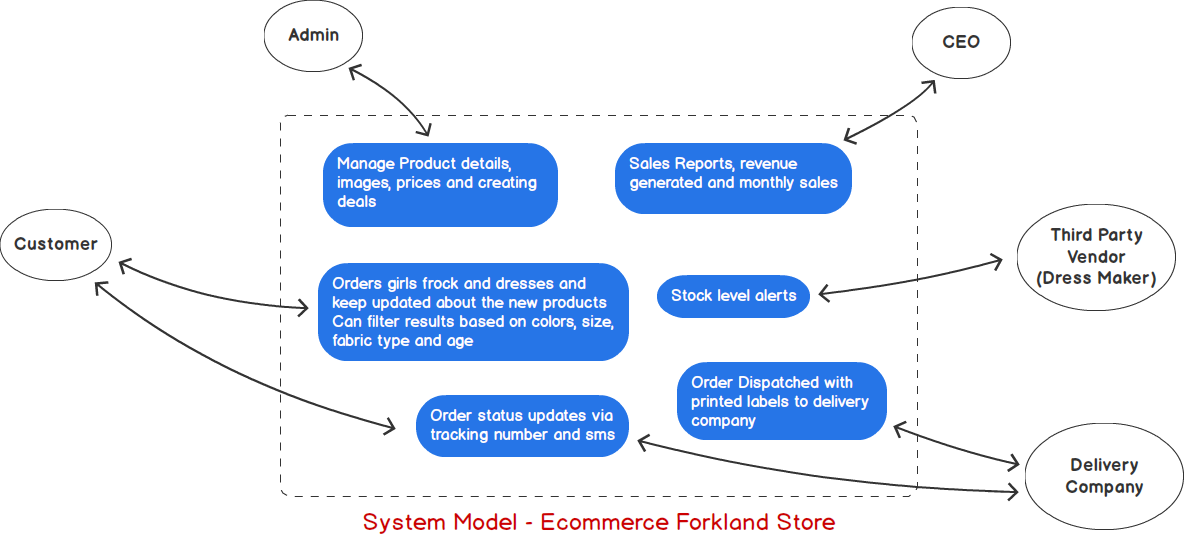 Admin
CEO
Manage Product details,
images, prices and creating
deals
Sales Reports, revenue
generated and monthly sales
Customer
Third Party
Vendor
(Dress Maker)
Orders girls frock and dresses and
keep updated about the new products
Can filter results based on colors, size,
fabric type and age
Stock level alerts
Order Dispatched with
printed labels to delivery
company
Order status updates via
tracking number and sms
Delivery
Company
System Model - Ecommerce Forkland Store